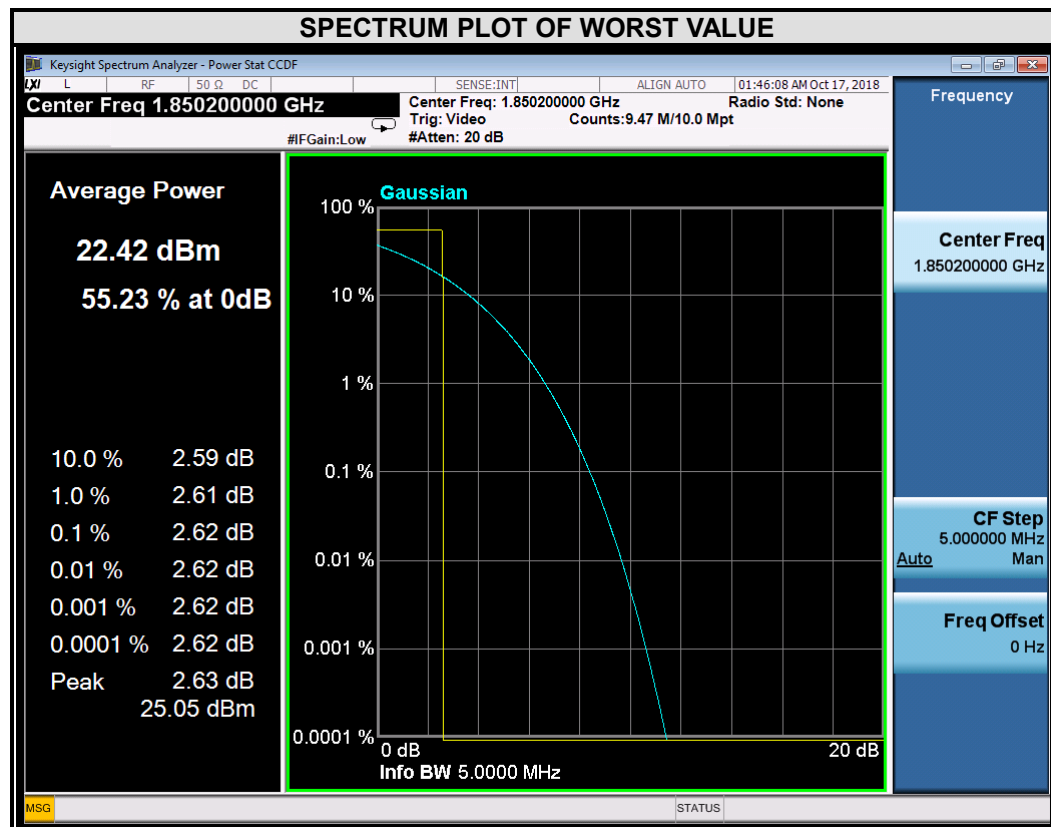 SPECTRUM PLOT OF WORST VALUE
Keysight Spectrum Analyzer - Power Stat CCDF
LXI L RF 50 Ω DC SENSE:INT ALIGN AUTO 01:46:08 AM Oct 17, 2018
Center Freq 1.850200000 GHz
#IFGain:Low
Center Freq: 1.850200000 GHz
Trig: Video
#Atten: 20 dB
Counts:9.47 M/10.0 Mpt
Radio Std: None
Average Power
22.42 dBm
55.23 % at 0dB
10.0 % 2.59 dB
1.0 % 2.61 dB
0.1 % 2.62 dB
0.01 % 2.62 dB
0.001 % 2.62 dB
0.0001 % 2.62 dB
Peak 2.63 dB
25.05 dBm
Gaussian
100 %
10 %
1 %
0.1 %
0.01 %
0.001 %
0.0001 %
0 dB 20 dB
Info BW 5.0000 MHz
Frequency
Center Freq
1.850200000 GHz
CF Step
5.000000 MHz
Auto Man
Freq Offset
0 Hz
MSG STATUS